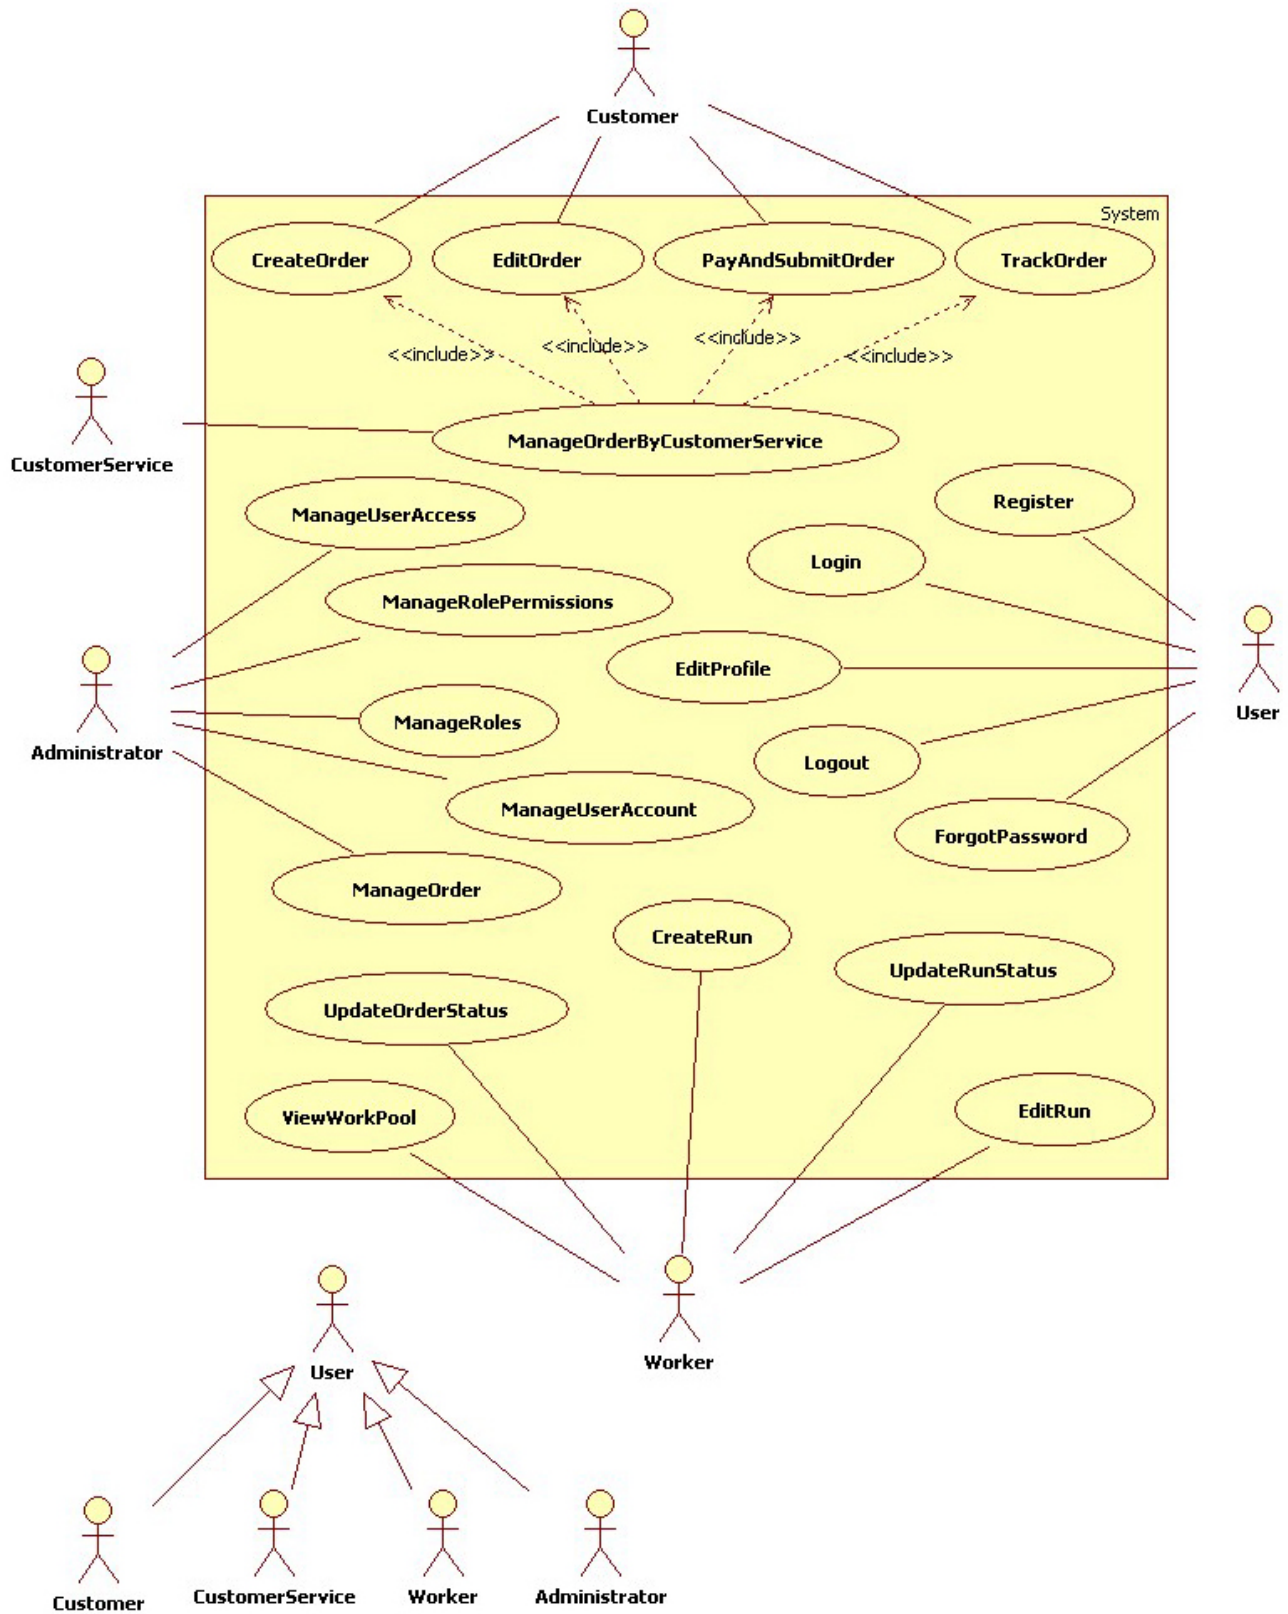 Customer
System
CreateOrder
EditOrder
PayAndSubmitOrder
TrackOrder
<<include>>
<<include>>
<<include>>
<<include>>
ManageOrderByCustomerService
CustomerService
ManageUserAccess
Register
Login
ManageRolePermissions
EditProfile
User
ManageRoles
Administrator
Logout
ManageUserAccount
ForgotPassword
ManageOrder
CreateRun
UpdateRunStatus
UpdateOrderStatus
ViewWorkPool
EditRun
Worker
User
Customer
CustomerService
Worker
Administrator